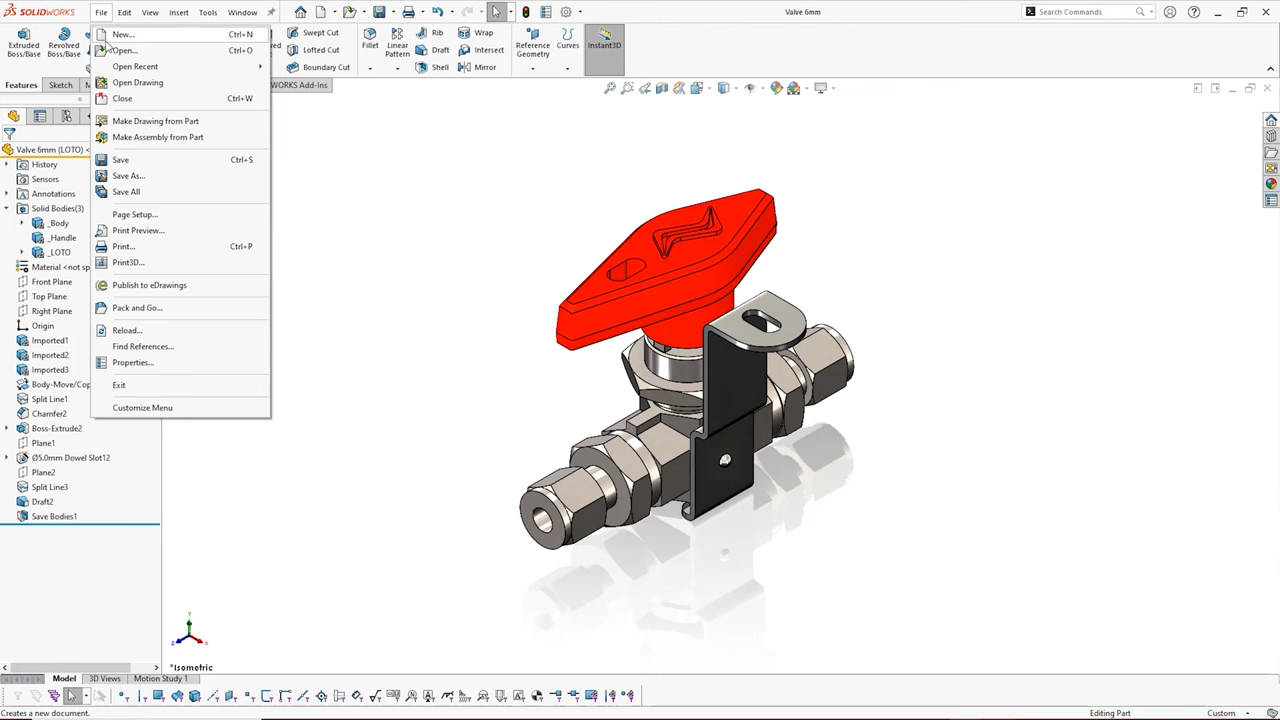 SOLIDWORKS File Edit View Insert Tools Window Valve 6mm Search Commands
Extruded Boss/Base
Revolved Boss/Base
Swept Cut
Lofted Cut
Boundary Cut
Fillet
Linear Pattern
Rib
Draft
Shell
Wrap
Intersect
Mirror
Reference Geometry
Curves
Instant3D
Features Sketch
WORKS Add-Ins
New... Ctrl+N
Open... Ctrl+O
Open Recent
Open Drawing
Close Ctrl+W
Make Drawing from Part
Make Assembly from Part
Save Ctrl+S
Save As...
Save All
Page Setup...
Print Preview...
Print... Ctrl+P
Print3D...
Publish to eDrawings
Pack and Go...
Reload...
Find References...
Properties...
Exit
Customize Menu
Valve 6mm (LOTO) <
History
Sensors
Annotations
Solid Bodies(3)
_Body
_Handle
_LOTO
Material <not sp
Front Plane
Top Plane
Right Plane
Origin
Imported1
Imported2
Imported3
Body-Move/Cop
Split Line1
Chamfer2
Boss-Extrude2
Plane1
Ø5.0mm Dowel Slot12
Plane2
Split Line3
Draft2
Save Bodies1
Y
Z X
*Isometric
Model 3D Views Motion Study 1
Creates a new document. Editing Part Custom